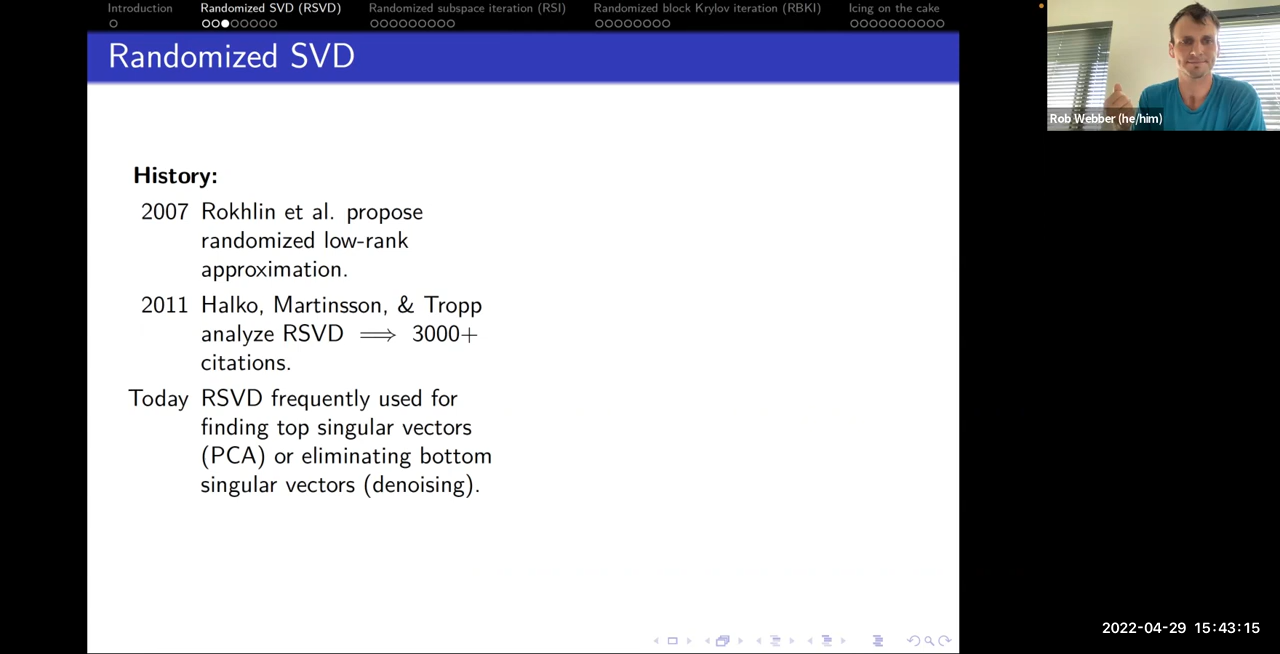 Introduction
Randomized SVD (RSVD)
Randomized subspace iteration (RSI)
Randomized block Krylov iteration (RBKI)
Icing on the cake
Randomized SVD
History:
2007 Rokhlin et al. propose
randomized low-rank
approximation.
2011 Halko, Martinsson, & Tropp
analyze RSVD ⟹ 3000+
citations.
Today RSVD frequently used for
finding top singular vectors
(PCA) or eliminating bottom
singular vectors (denoising).
Rob Webber (he/him)
2022-04-29 15:43:15